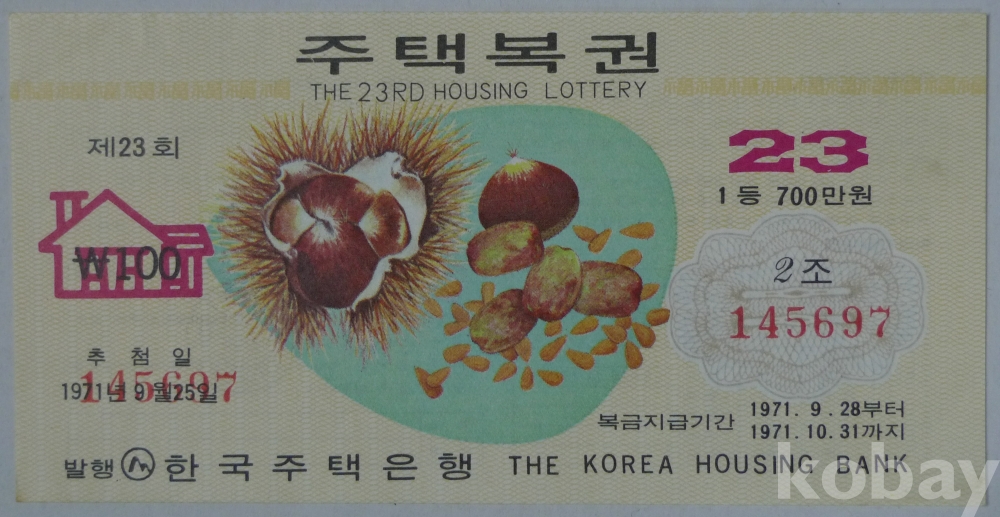 주택복권
THE 23RD HOUSING LOTTERY
제23회
23
1등 700만원
₩100
2조
145697
추첨일
1971년 9월25일
145697
복금지급기간
1971. 9. 28부터
1971. 10. 31까지
발행 한국주택은행 THE KOREA HOUSING BANK
kobay